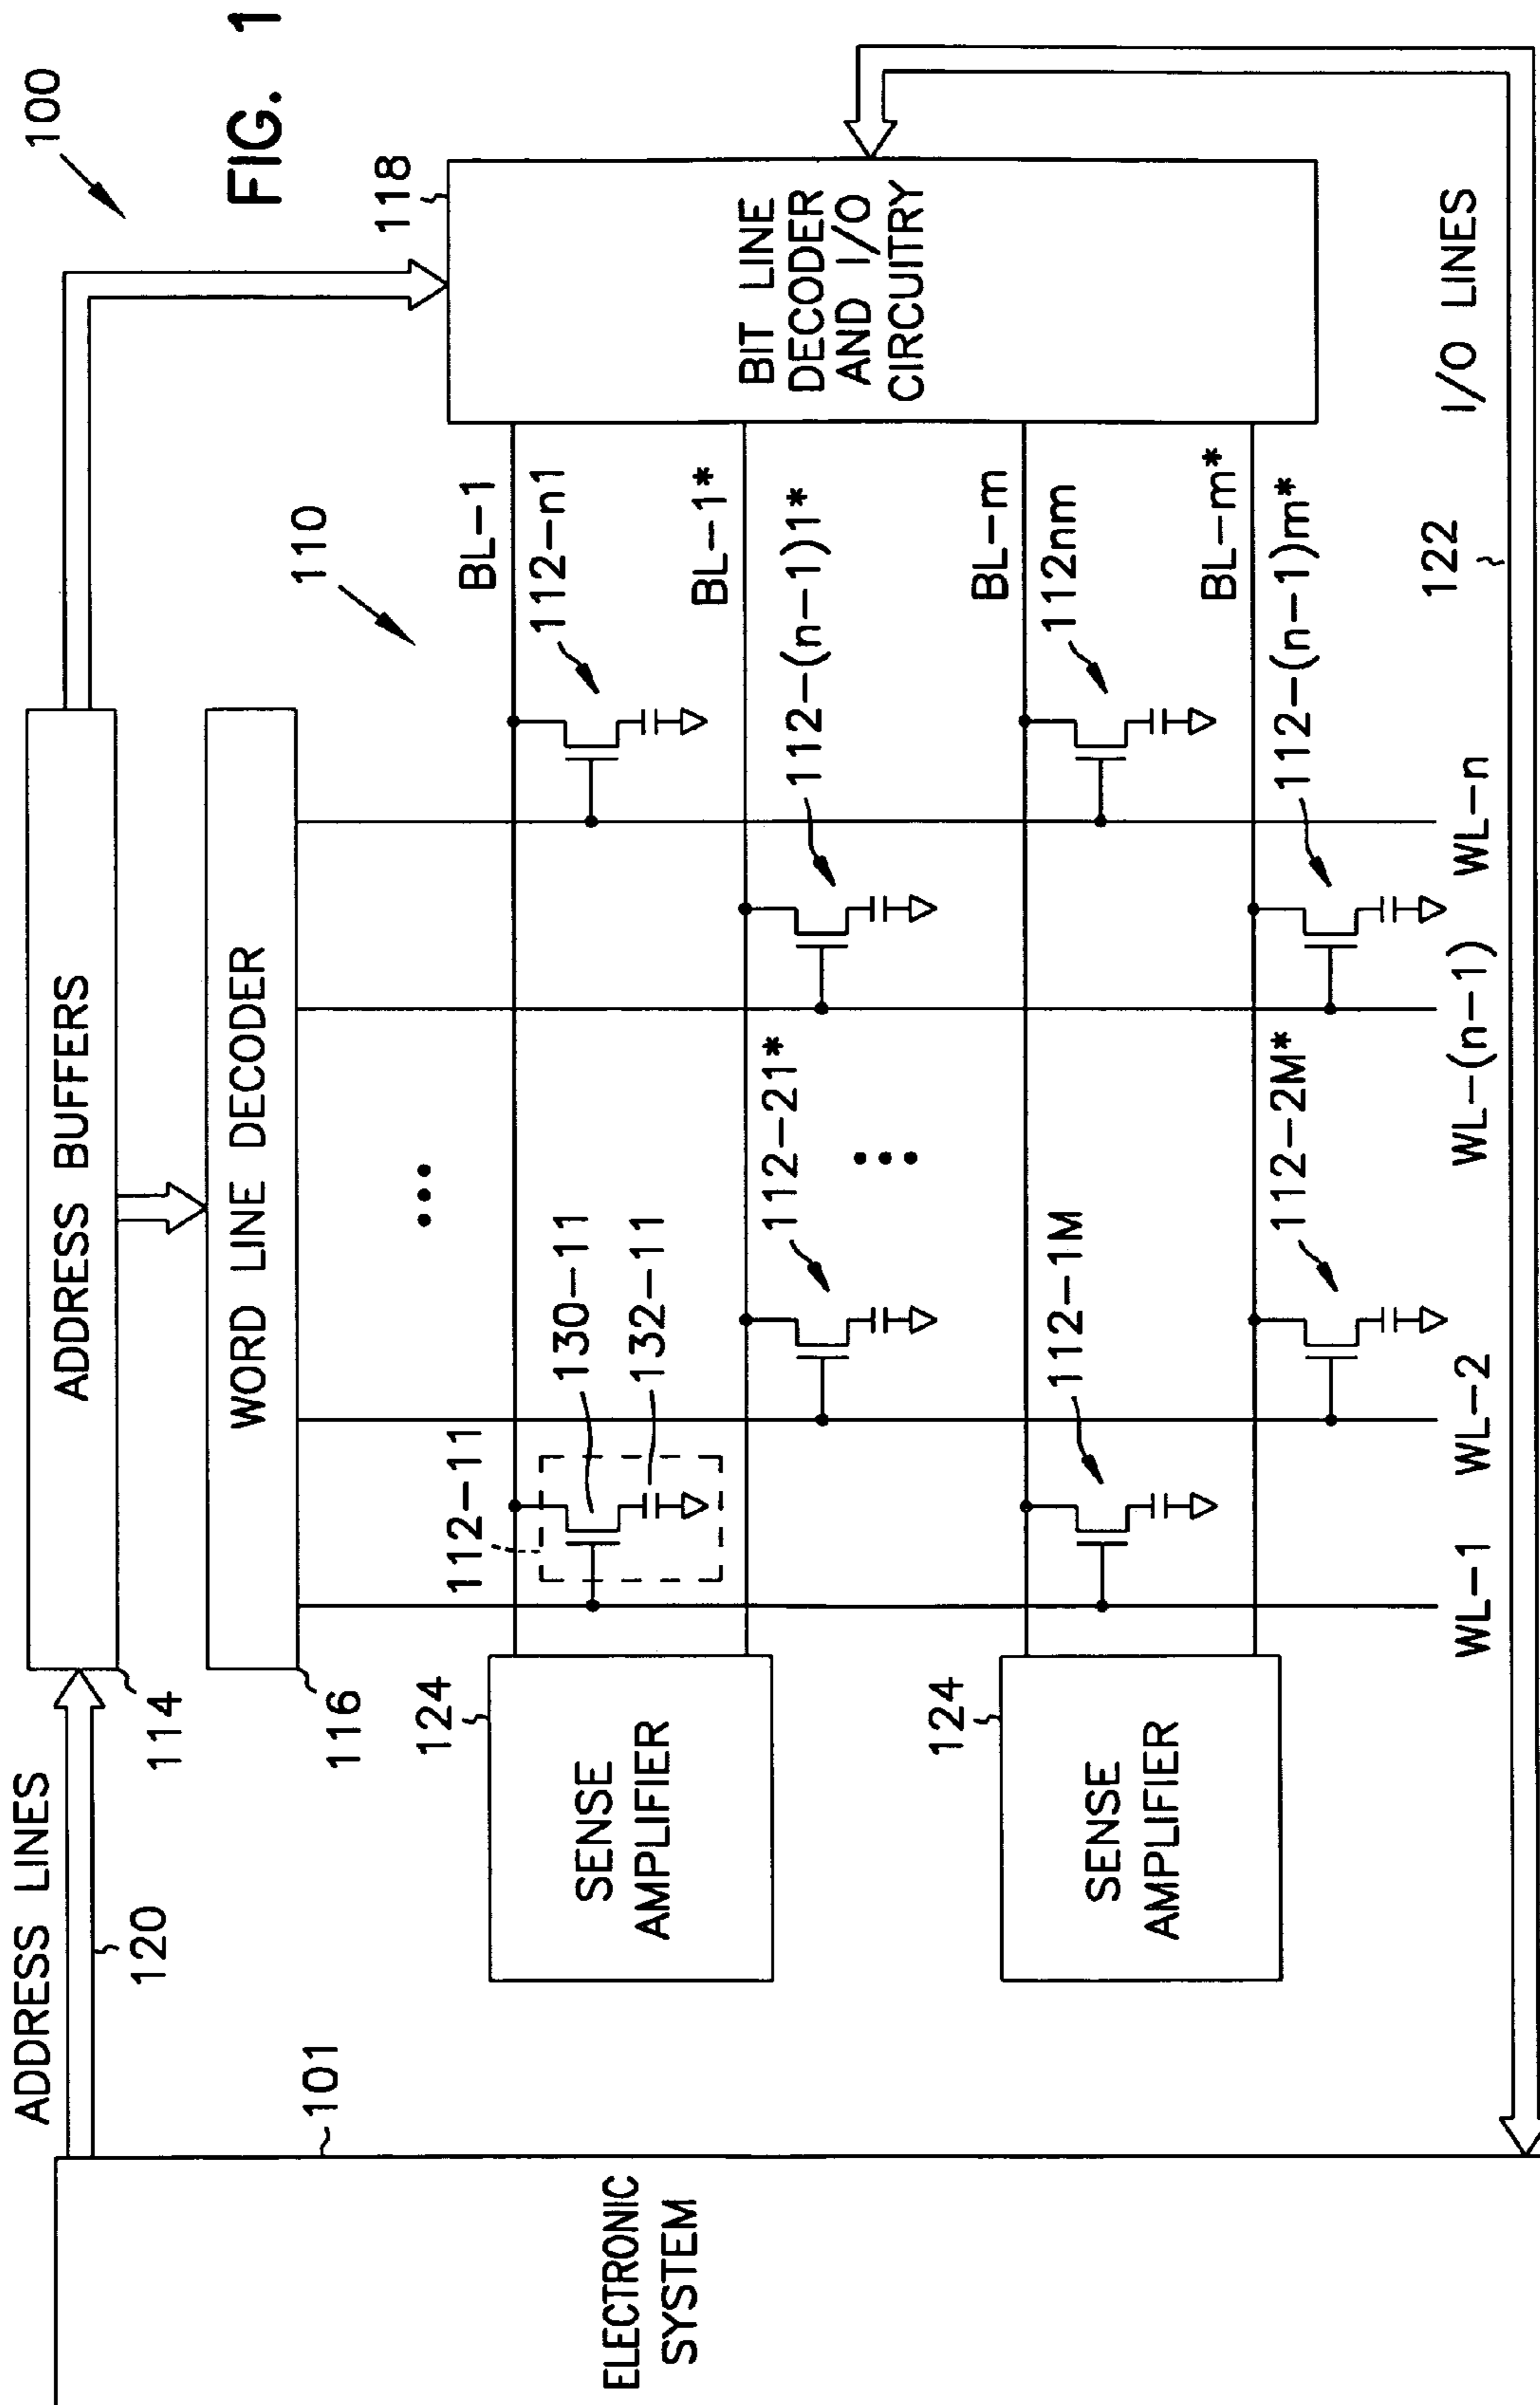 FIG. 1
100
ADDRESS LINES
120
114
ADDRESS BUFFERS
116
WORD LINE DECODER
110
118
BIT LINE
DECODER
AND I/O
CIRCUITRY
101
ELECTRONIC
SYSTEM
124
SENSE
AMPLIFIER
124
SENSE
AMPLIFIER
112-11
130-11
132-11
BL-1
112-n1
112-21*
BL-1*
112-(n-1)1*
112-1M
BL-m
112nm
112-2M*
BL-m*
112-(n-1)m*
WL-1
WL-2
WL-(n-1)
WL-n
122
I/O LINES